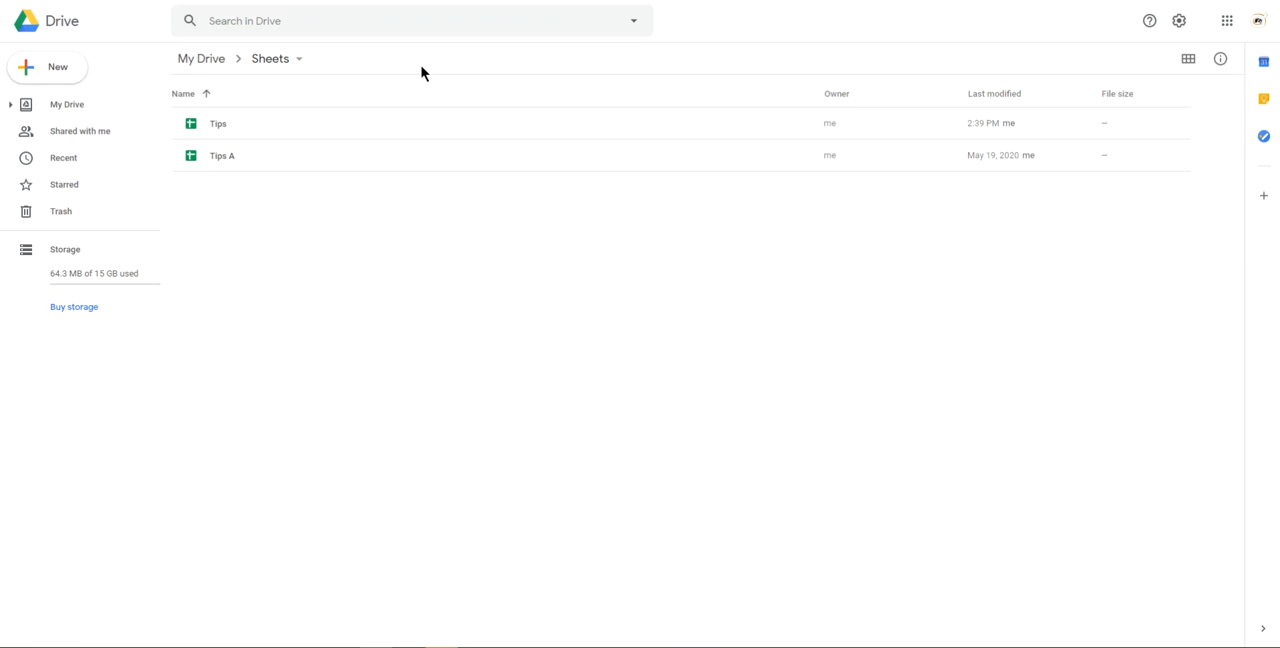 Drive
Search in Drive
New
My Drive
Shared with me
Recent
Starred
Trash
Storage
64.3 MB of 15 GB used
Buy storage
My Drive > Sheets
Name Owner Last modified File size
Tips me 2:39 PM me –
Tips A me May 19, 2020 me –
31